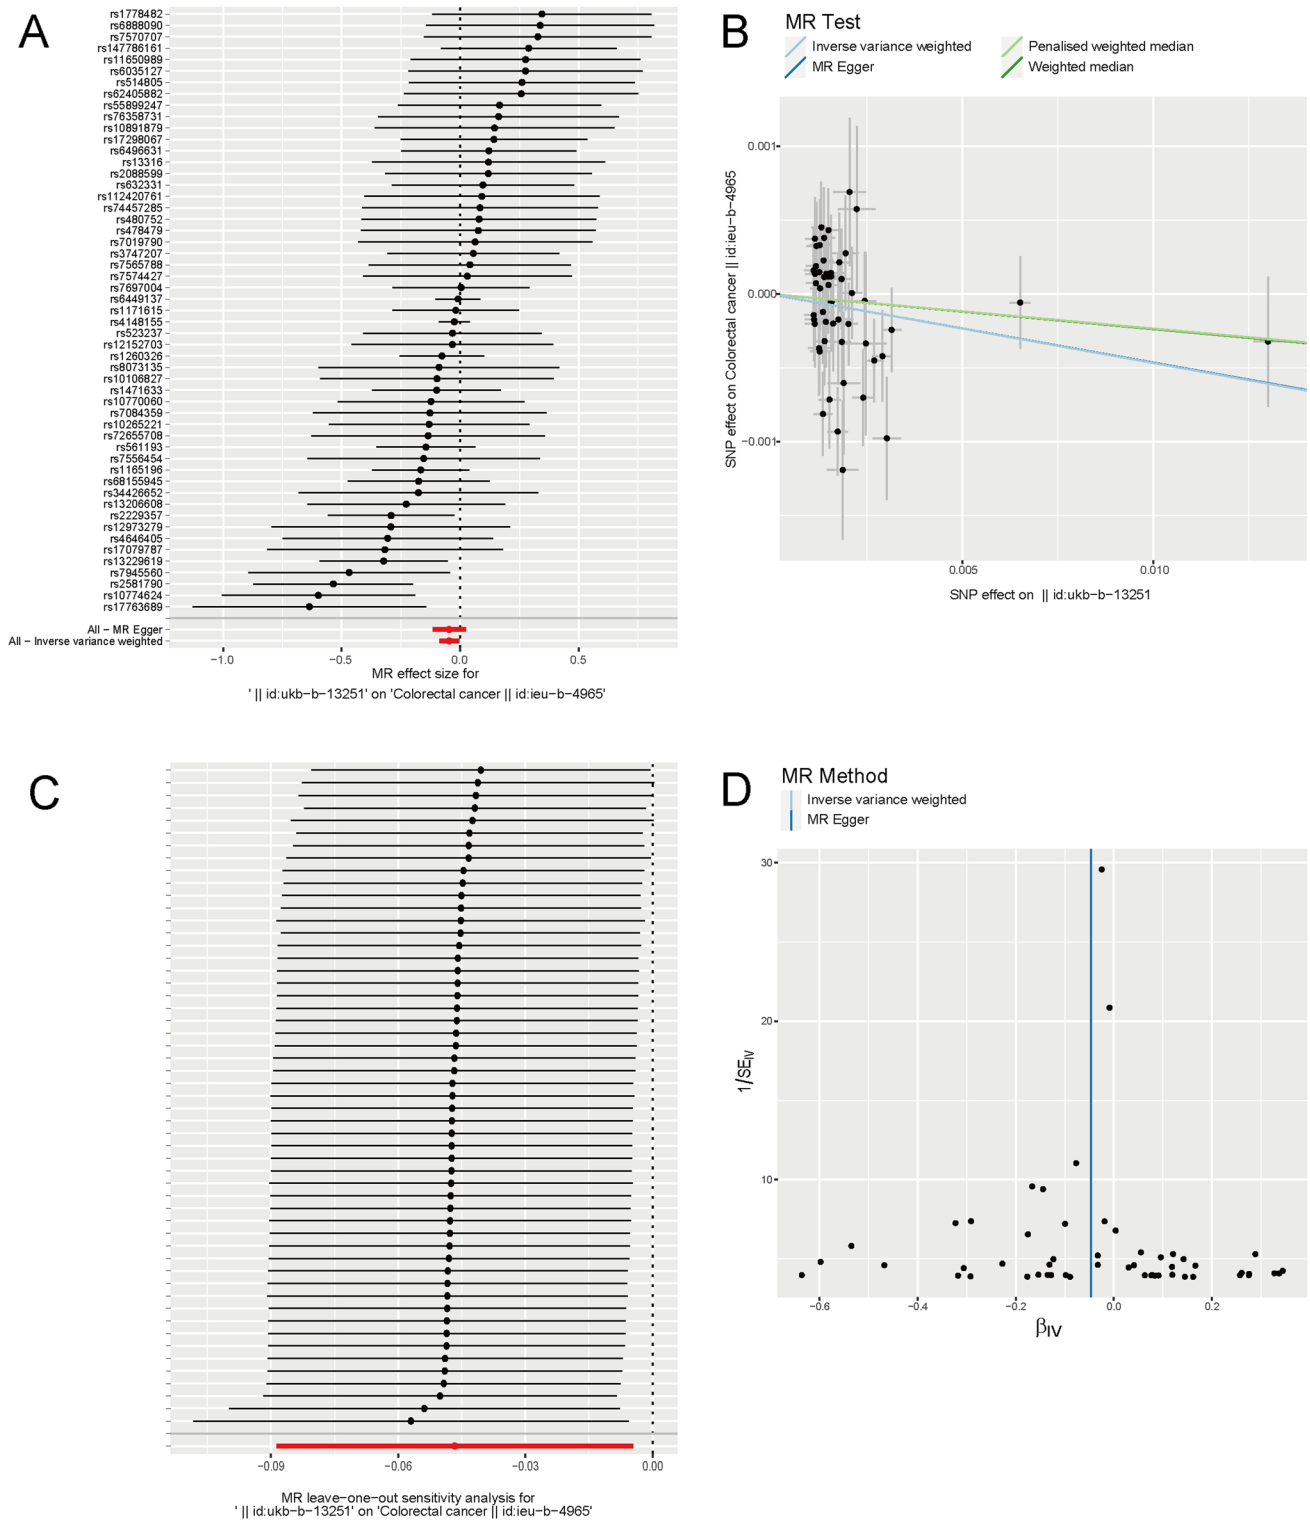 A
rs1778482
rs6888090
rs7570707
rs147786161
rs11650989
rs6035127
rs514805
rs62405882
rs55899247
rs76358731
rs10891879
rs17298067
rs6496631
rs13316
rs2088599
rs632331
rs112420761
rs74457285
rs480752
rs478479
rs7019790
rs3747207
rs7565788
rs7574427
rs7697004
rs6449137
rs1171615
rs4148155
rs523237
rs12152703
rs1260326
rs8073135
rs10106827
rs1471633
rs10770060
rs7084359
rs10265221
rs72655708
rs561193
rs7556454
rs1165196
rs68155945
rs34426652
rs13206608
rs2229357
rs12973279
rs4646405
rs17079787
rs13229619
rs7945560
rs2581790
rs10774624
rs17763689
All − MR Egger
All − Inverse variance weighted
−1.0 −0.5 0.0 0.5
MR effect size for
' || id:ukb−b−13251' on 'Colorectal cancer || id:ieu−b−4965'
B
MR Test
Inverse variance weighted
MR Egger
Penalised weighted median
Weighted median
SNP effect on Colorectal cancer || id:ieu−b−4965
0.001
0.000
−0.001
0.005 0.010
SNP effect on || id:ukb−b−13251
C
−0.09 −0.06 −0.03 0.00
MR leave−one−out sensitivity analysis for
' || id:ukb−b−13251' on 'Colorectal cancer || id:ieu−b−4965'
D
MR Method
Inverse variance weighted
MR Egger
1/SEIV
30
20
10
−0.6 −0.4 −0.2 0.0 0.2
βIV